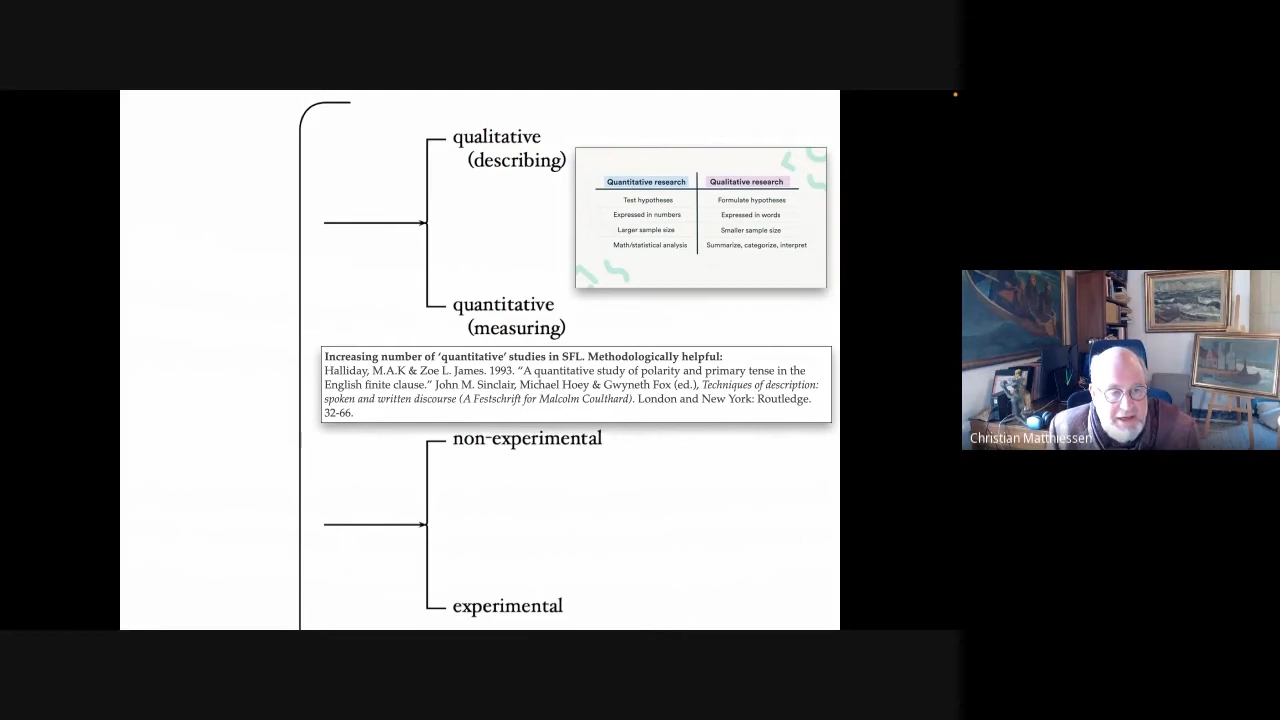 qualitative
(describing)
Quantitative research Qualitative research
Test hypotheses Formulate hypotheses
Expressed in numbers Expressed in words
Larger sample size Smaller sample size
Math/statistical analysis Summarize, categorize, interpret
quantitative
(measuring)
Increasing number of ‘quantitative’ studies in SFL. Methodologically helpful:
Halliday, M.A.K & Zoe L. James. 1993. “A quantitative study of polarity and primary tense in the
English finite clause.” John M. Sinclair, Michael Hoey & Gwyneth Fox (ed.), Techniques of description:
spoken and written discourse (A Festschrift for Malcolm Coulthard). London and New York: Routledge.
32-66.
non-experimental
experimental
Christian Matthiessen